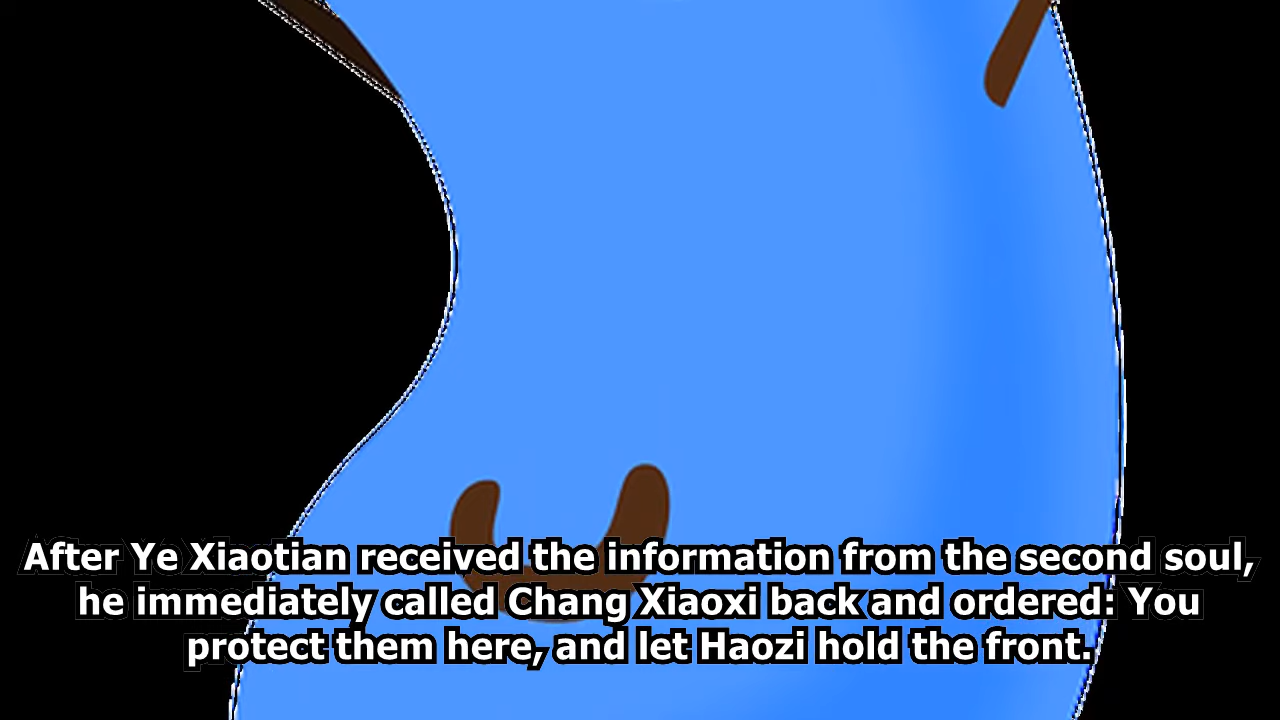 After Ye Xiaotian received the information from the second soul,
he immediately called Chang Xiaoxi back and ordered: You
protect them here, and let Haozi hold the front.